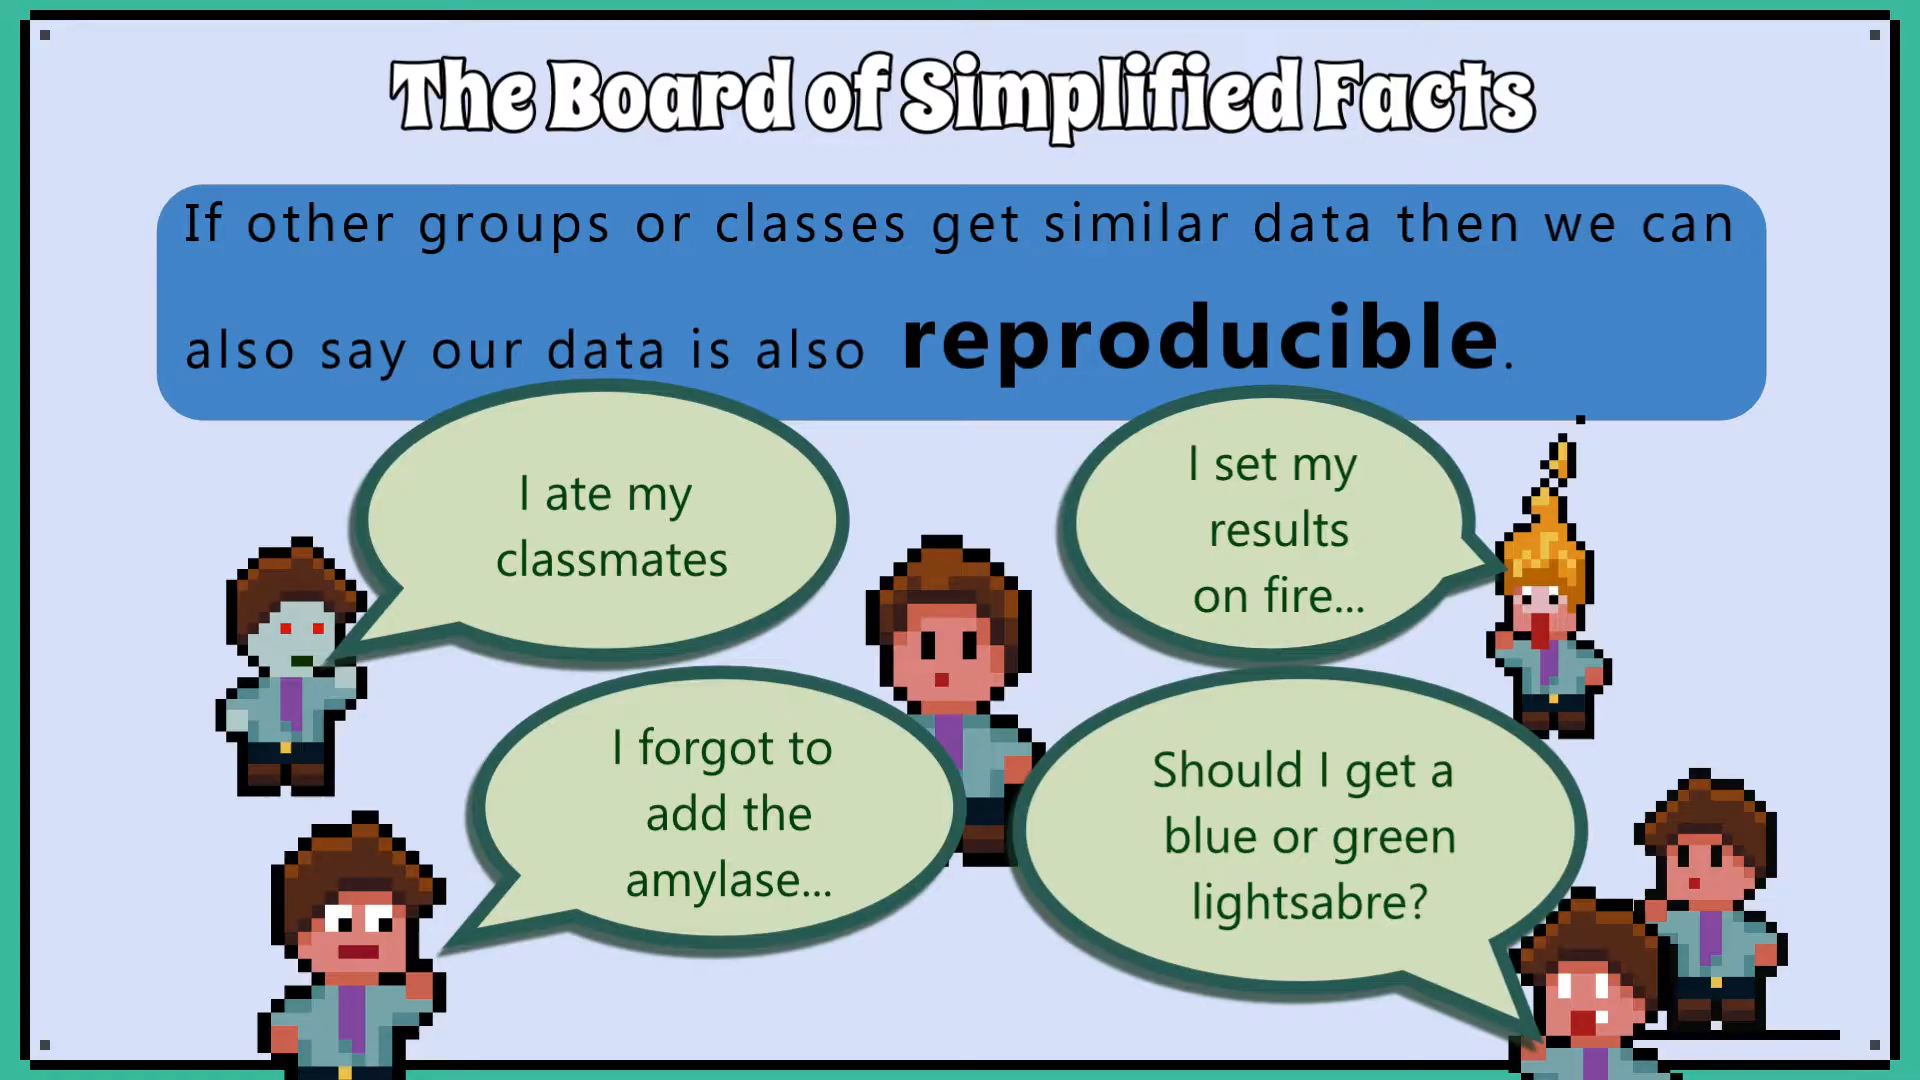 The Board of Simplified Facts
If other groups or classes get similar data then we can
also say our data is also reproducible.
I ate my
classmates
I set my
results
on fire...
I forgot to
add the
amylase...
Should I get a
blue or green
lightsabre?